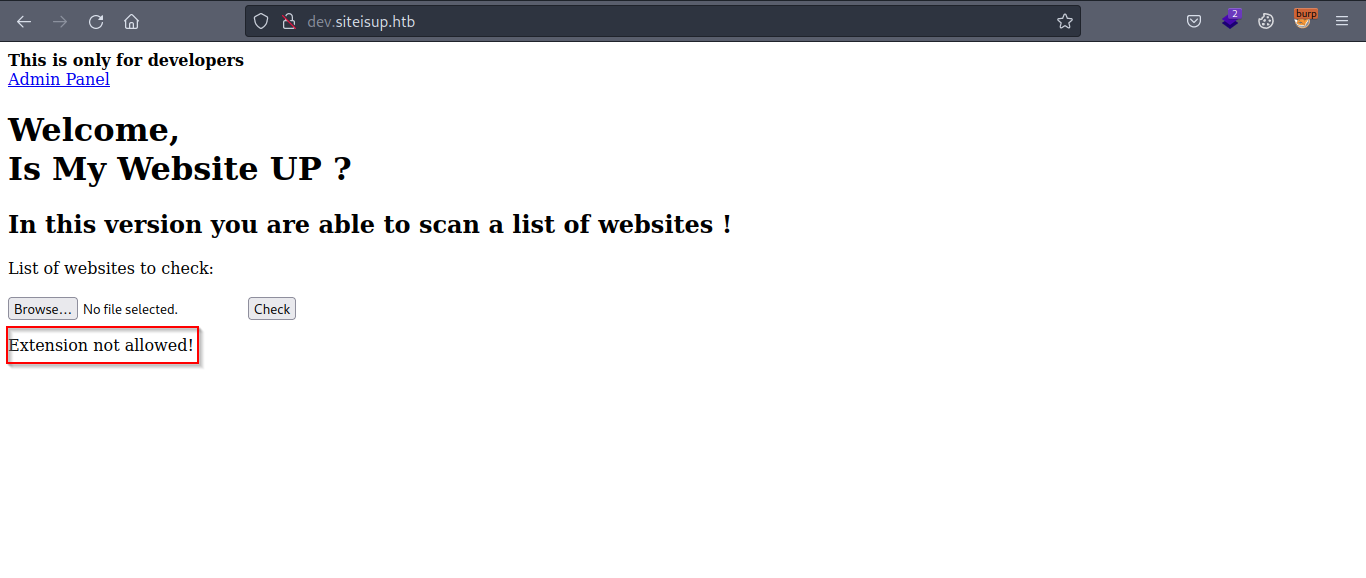 dev.siteisup.htb
2
burp
This is only for developers
Admin Panel
Welcome,
Is My Website UP ?
In this version you are able to scan a list of websites !
List of websites to check:
Browse... No file selected. Check
Extension not allowed!